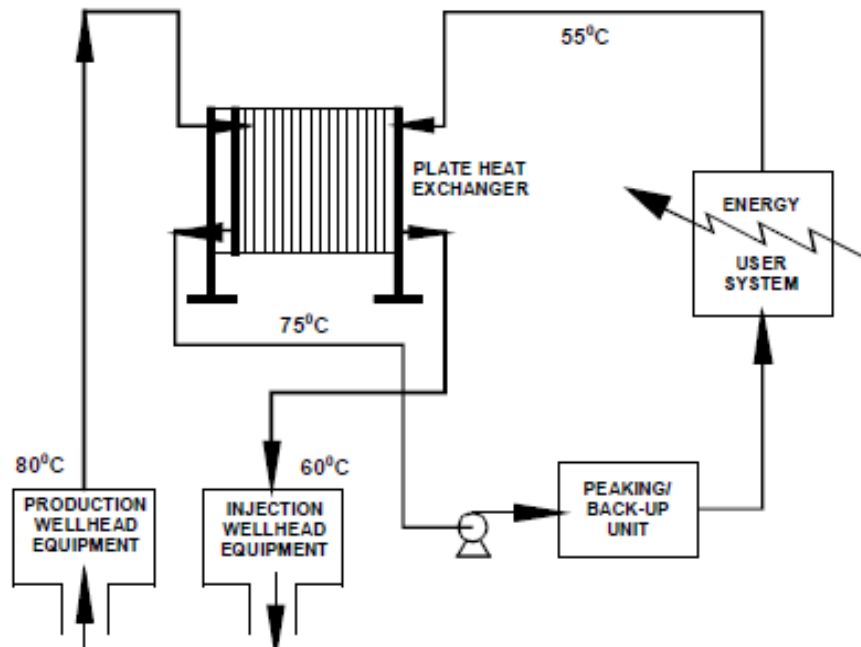 55⁰C
PLATE HEAT
EXCHANGER
ENERGY
USER
SYSTEM
75⁰C
80⁰C
60⁰C
PRODUCTION
WELLHEAD
EQUIPMENT
INJECTION
WELLHEAD
EQUIPMENT
PEAKING/
BACK-UP
UNIT